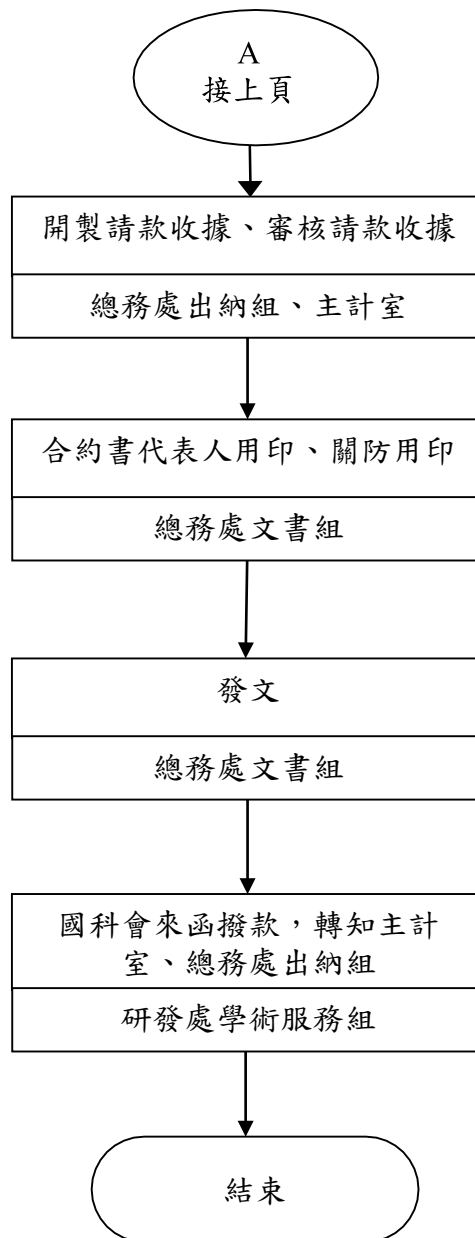 A
接上頁
開製請款收據、審核請款收據
總務處出納組、主計室
合約書代表人用印、關防用印
總務處文書組
發文
總務處文書組
國科會來函撥款，轉知主計
室、總務處出納組
研發處學術服務組
結束